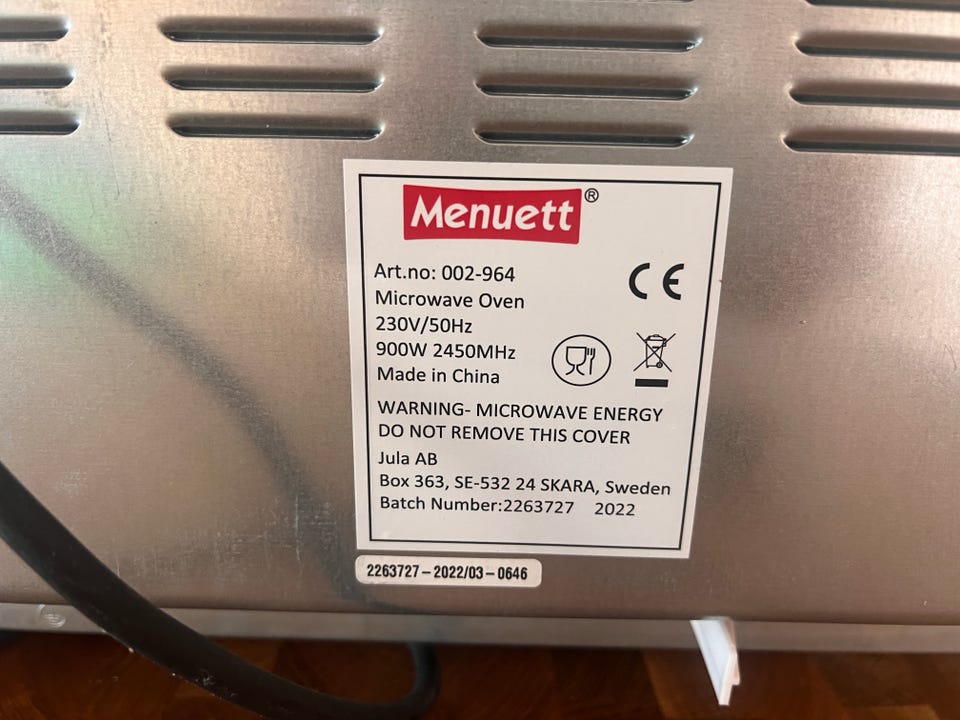 Menuett®
Art.no: 002-964
Microwave Oven
230V/50Hz
900W 2450MHz
Made in China
CE
WARNING- MICROWAVE ENERGY
DO NOT REMOVE THIS COVER
Jula AB
Box 363, SE-532 24 SKARA, Sweden
Batch Number:2263727 2022
2263727-2022/03-0646